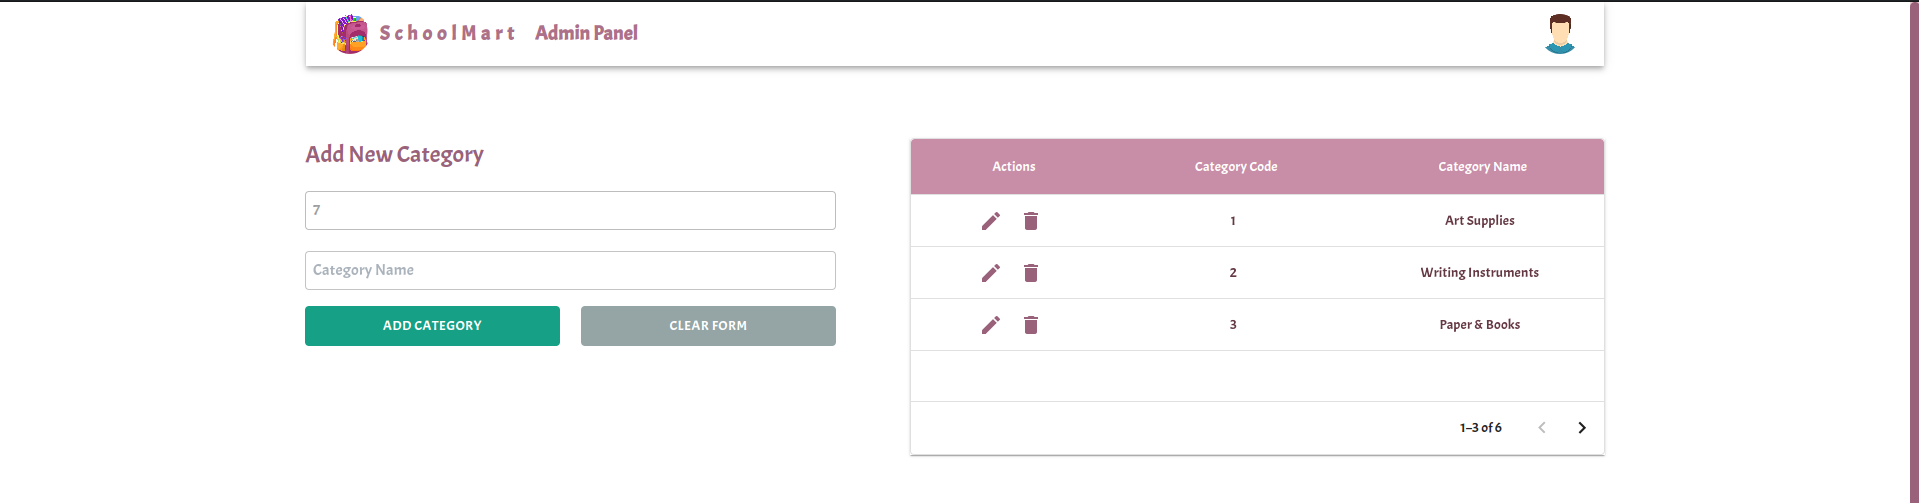 SchoolMart Admin Panel
Add New Category
7
Category Name
ADD CATEGORY CLEAR FORM
Actions Category Code Category Name
1 Art Supplies
2 Writing Instruments
3 Paper & Books
1–3 of 6